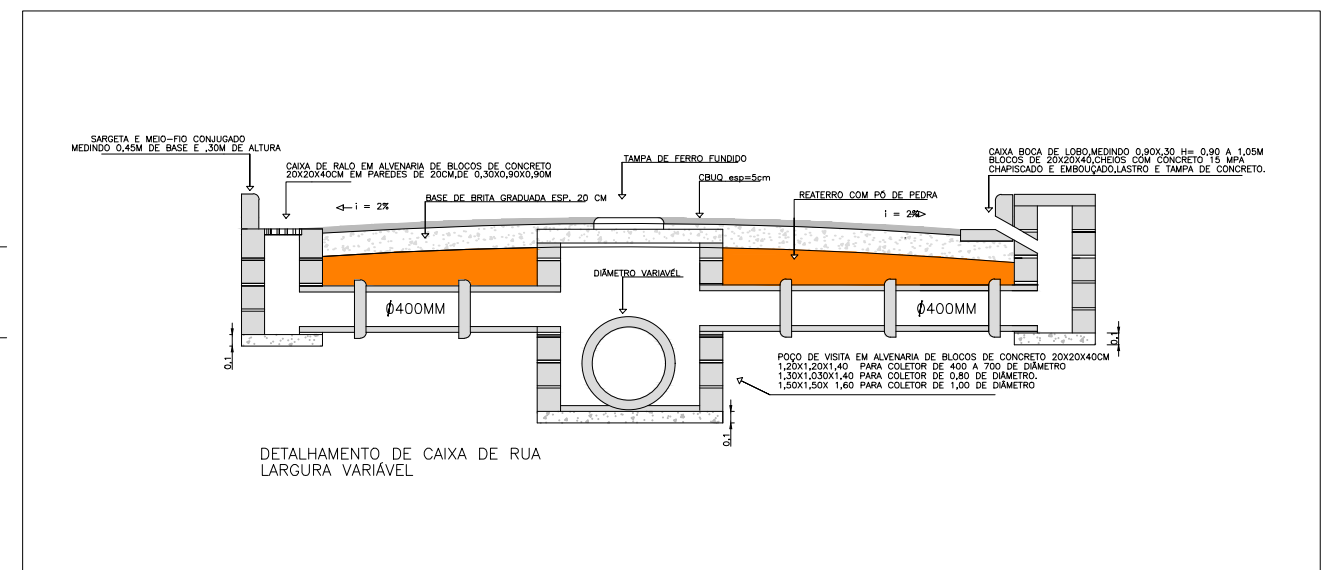 SARGETA E MEIO-FIO CONJUGADO
MEDINDO 0,45M DE BASE E ,30M DE ALTURA
CAIXA DE RALO EM ALVENARIA DE BLOCOS DE CONCRETO
20X20X40CM EM PAREDES DE 20CM,DE 0,30X0,90X0,90M
TAMPA DE FERRO FUNDIDO
CAIXA BOCA DE LOBO,MEDINDO 0,90X,30 H= 0,90 A 1,05M
BLOCOS DE 20X20X40,CHEIOS COM CONCRETO 15 MPA
CHAPISCADO E EMBOUÇADO,LASTRO E TAMPA DE CONCRETO.
CBUQ esp=5cm
i = 2%
BASE DE BRITA GRADUADA ESP. 20 CM
REATERRO COM PÓ DE PEDRA
i = 2%
DIÂMETRO VARIAVÉL
Ø400MM
Ø400MM
0,1
0,1
POÇO DE VISITA EM ALVENARIA DE BLOCOS DE CONCRETO 20X20X40CM
1,20X1,20X1,40 PARA COLETOR DE 400 A 700 DE DIÂMETRO
1,30X1.030X1,40 PARA COLETOR DE 0,80 DE DIÂMETRO.
1,50X1,50X 1,60 PARA COLETOR DE 1,00 DE DIÂMETRO
0,1
DETALHAMENTO DE CAIXA DE RUA
LARGURA VARIÁVEL